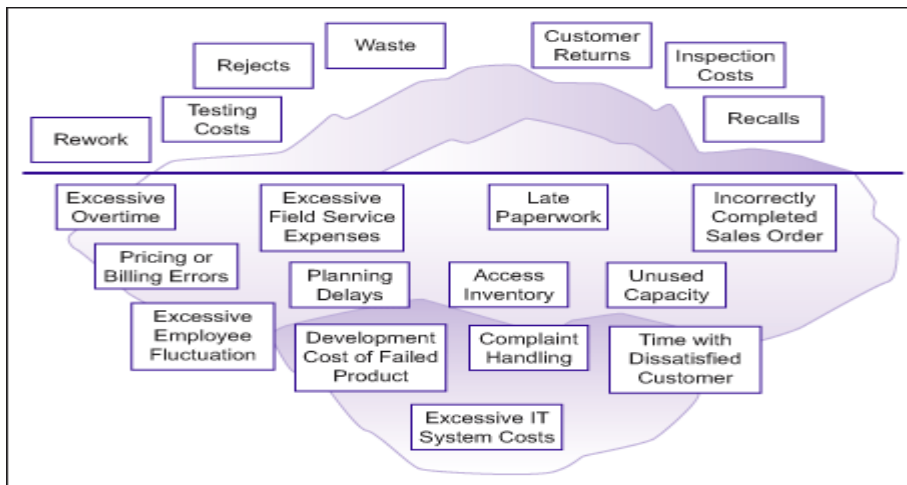 Waste
Customer
Returns
Rejects
Inspection
Costs
Testing
Costs
Recalls
Rework
Excessive
Overtime
Excessive
Field Service
Expenses
Late
Paperwork
Incorrectly
Completed
Sales Order
Pricing or
Billing Errors
Planning
Delays
Access
Inventory
Unused
Capacity
Excessive
Employee
Fluctuation
Development
Cost of Failed
Product
Complaint
Handling
Time with
Dissatisfied
Customer
Excessive IT
System Costs